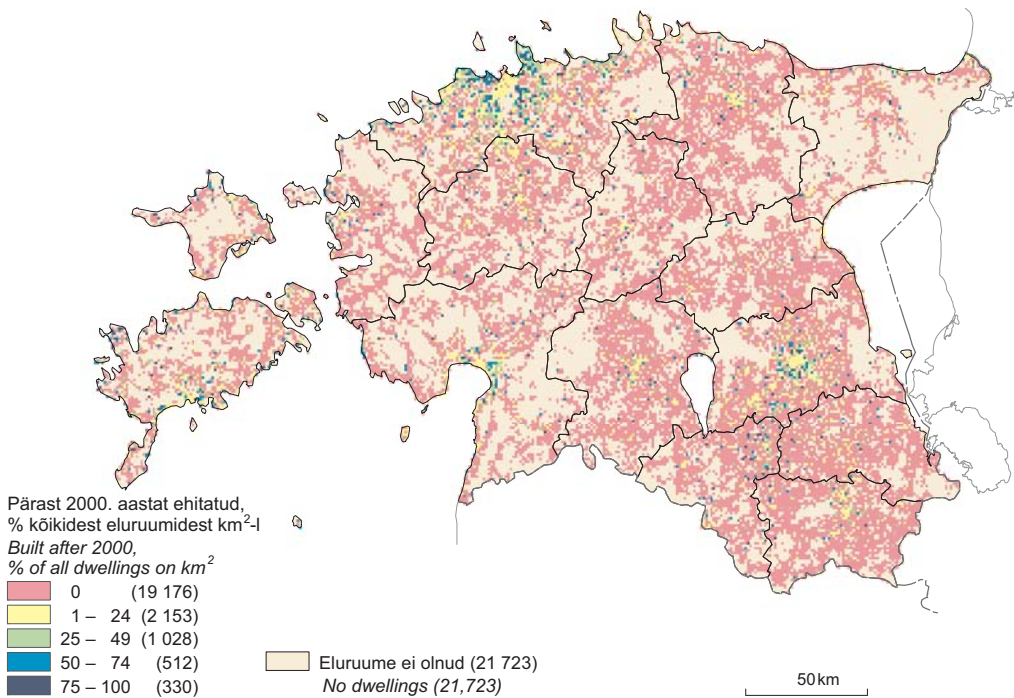 Pärast 2000. aastat ehitatud,
% kõikidest eluruumidest km²-l
Built after 2000,
% of all dwellings on km²
0 (19 176)
1 – 24 (2 153)
25 – 49 (1 028)
50 – 74 (512)
75 – 100 (330)
Eluruume ei olnud (21 723)
No dwellings (21,723)
50 km